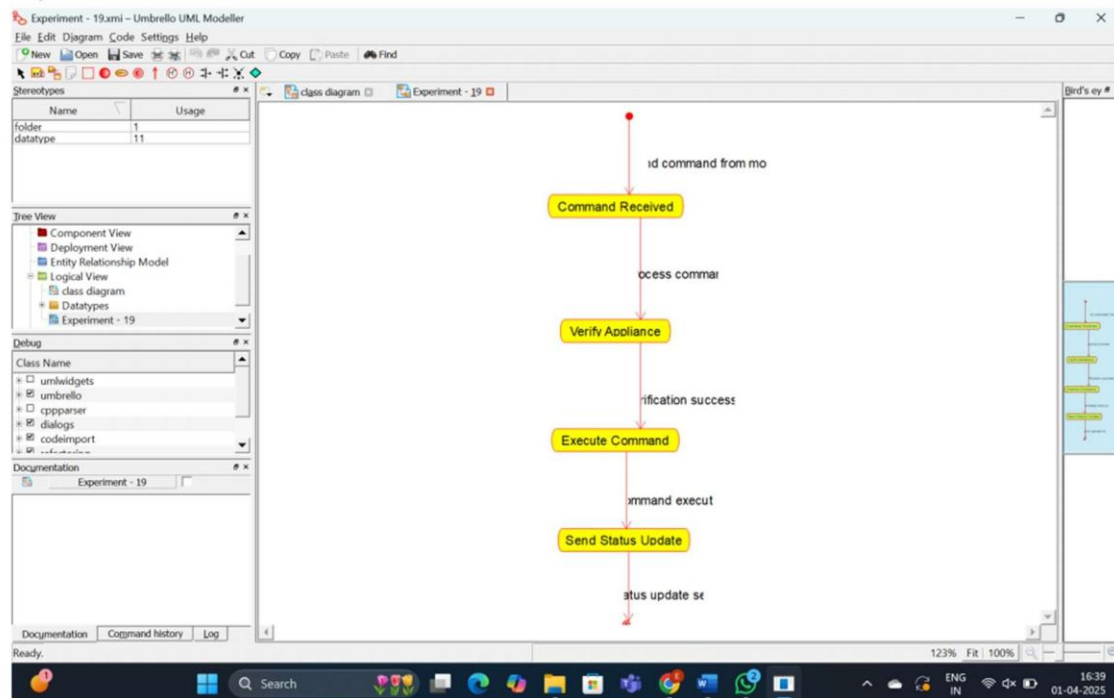 Experiment - 19.xmi – Umbrello UML Modeller
File Edit Diagram Code Settings Help
New Open Save Cut Copy Paste Find
Stereotypes
Name Usage
folder 1
datatype 11
Tree View
Component View
Deployment View
Entity Relationship Model
Logical View
class diagram
Datatypes
Experiment - 19
Debug
Class Name
umlwidgets
umbrello
cppparser
dialogs
codeimport
Documentation
Experiment - 19
Documentation Command history Log
Ready.
class diagram Experiment - 19
nd command from mo
Command Received
ocess commar
Verify Appliance
rification success
Execute Command
ommand execut
Send Status Update
atus update se
Bird's ey
123% Fit 100%
Search
ENG
IN
16:39
01-04-2025